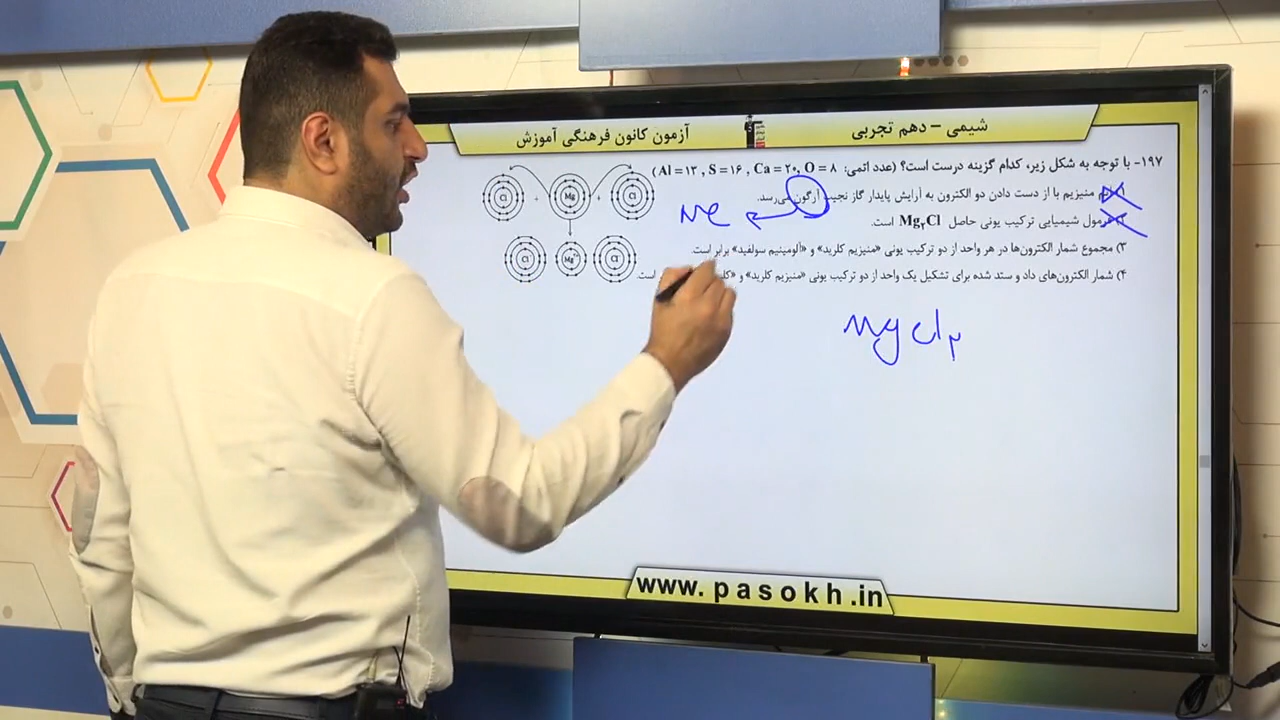 شیمی – دهم تجربی
آزمون کانون فرهنگی آموزش
۱۹۷- با توجه به شکل زیر، کدام گزینه درست است؟ (عدد اتمی: Al = ۱۳ , S = ۱۶ , Ca = ۲۰, O = ۸)
منیزیم با از دست دادن دو الکترون به آرایش پایدار گاز نجیب آرگون می‌رسد.
Ne
فرمول شیمیایی ترکیب یونی حاصل Mg۲Cl است.
۳) مجموع شمار الکترون‌ها در هر واحد از دو ترکیب یونی «منیزیم کلرید» و «آلومینیم سولفید» برابر است.
۴) شمار الکترون‌های داد و ستد شده برای تشکیل یک واحد از دو ترکیب یونی «منیزیم کلرید» و است.
Cl + Mg + Cl
Cl Mg Cl
MgCl۲
www. pasokh.in